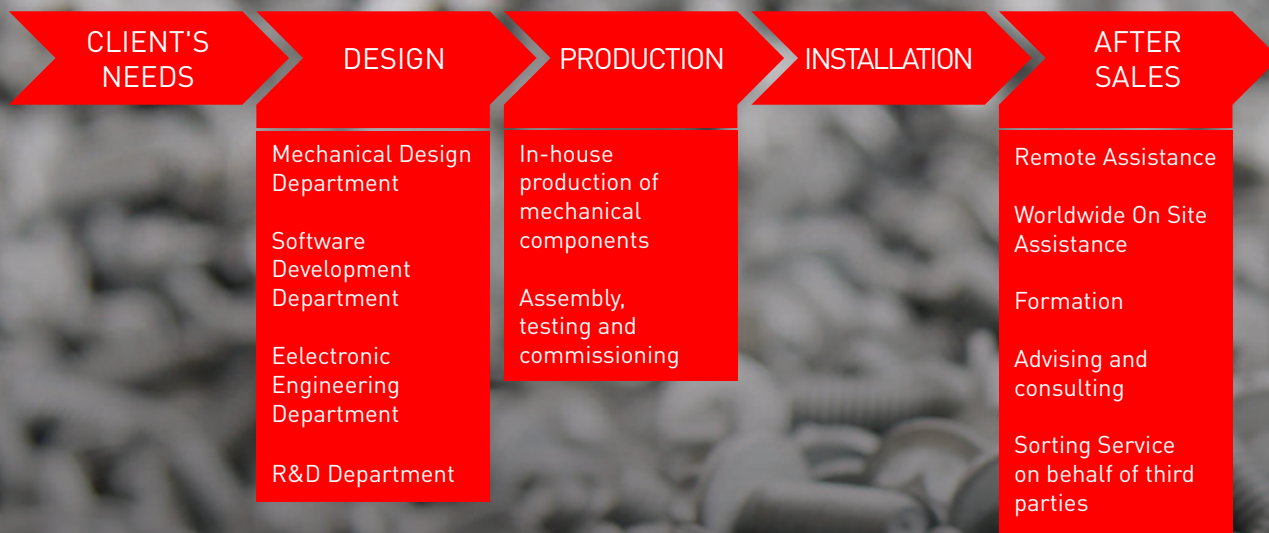 CLIENT'S
NEEDS
DESIGN
PRODUCTION
INSTALLATION
AFTER
SALES
Mechanical Design
Department
Software
Development
Department
Eelectronic
Engineering
Department
R&D Department
In-house
production of
mechanical
components
Assembly,
testing and
commissioning
Remote Assistance
Worldwide On Site
Assistance
Formation
Advising and
consulting
Sorting Service
on behalf of third
parties